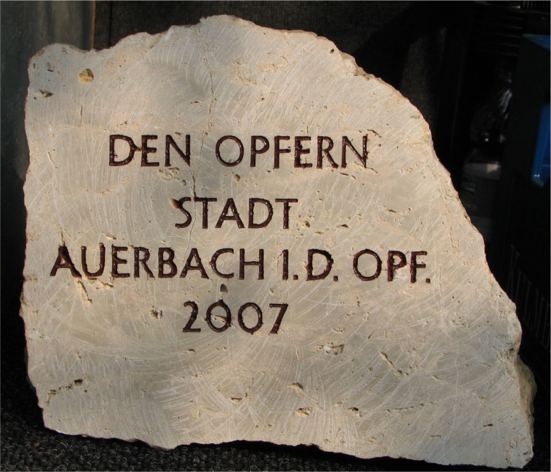 DEN OPFERN
STADT
AUERBACH I.D. OPF.
2007